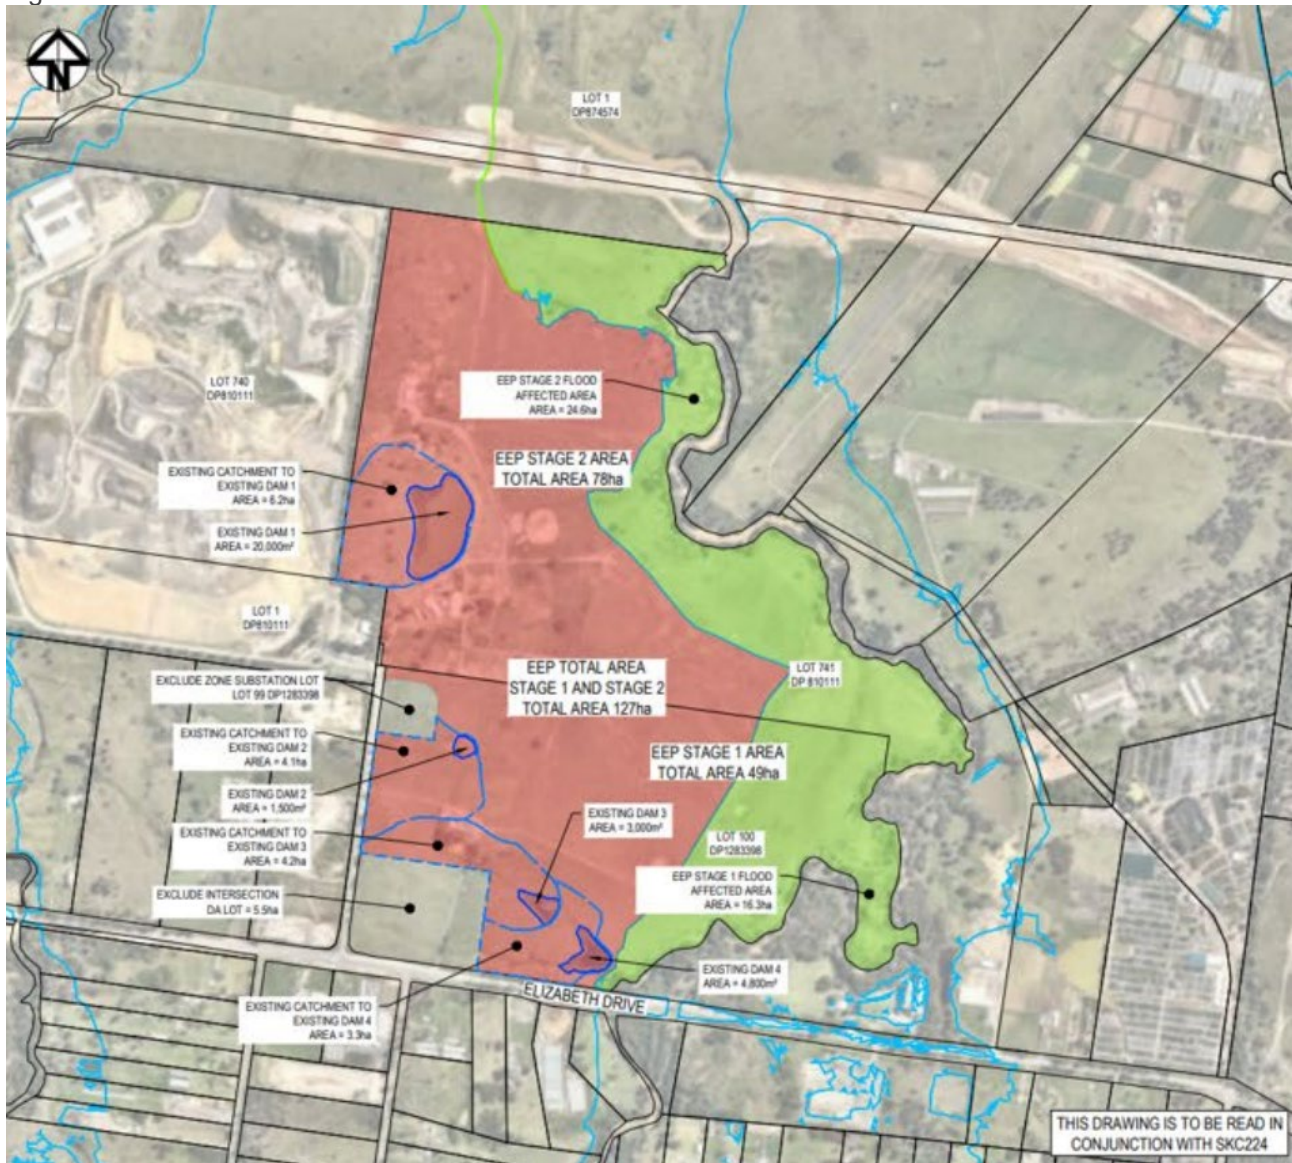 N
LOT 1
DP874574
LOT 740
DP810111
EEP STAGE 2 FLOOD
AFFECTED AREA
AREA = 24.6ha
EEP STAGE 2 AREA
TOTAL AREA 78ha
EXISTING CATCHMENT TO
EXISTING DAM 1
AREA = 6.2ha
EXISTING DAM 1
AREA = 20,000m²
LOT 1
DP810111
EEP TOTAL AREA
STAGE 1 AND STAGE 2
TOTAL AREA 127ha
LOT 741
DP 810111
EXCLUDE ZONE SUBSTATION LOT
LOT 99 DP1283398
EXISTING CATCHMENT TO
EXISTING DAM 2
AREA = 4.1ha
EEP STAGE 1 AREA
TOTAL AREA 49ha
EXISTING DAM 2
AREA = 1,500m²
EXISTING DAM 3
AREA = 3,000m²
EXISTING CATCHMENT TO
EXISTING DAM 3
AREA = 4.2ha
LOT 100
DP1283398
EEP STAGE 1 FLOOD
AFFECTED AREA
AREA = 16.3ha
EXCLUDE INTERSECTION
DA LOT = 5.5ha
EXISTING DAM 4
AREA = 4,800m²
ELIZABETH DRIVE
EXISTING CATCHMENT TO
EXISTING DAM 4
AREA = 3.3ha
THIS DRAWING IS TO BE READ IN
CONJUNCTION WITH SKC224